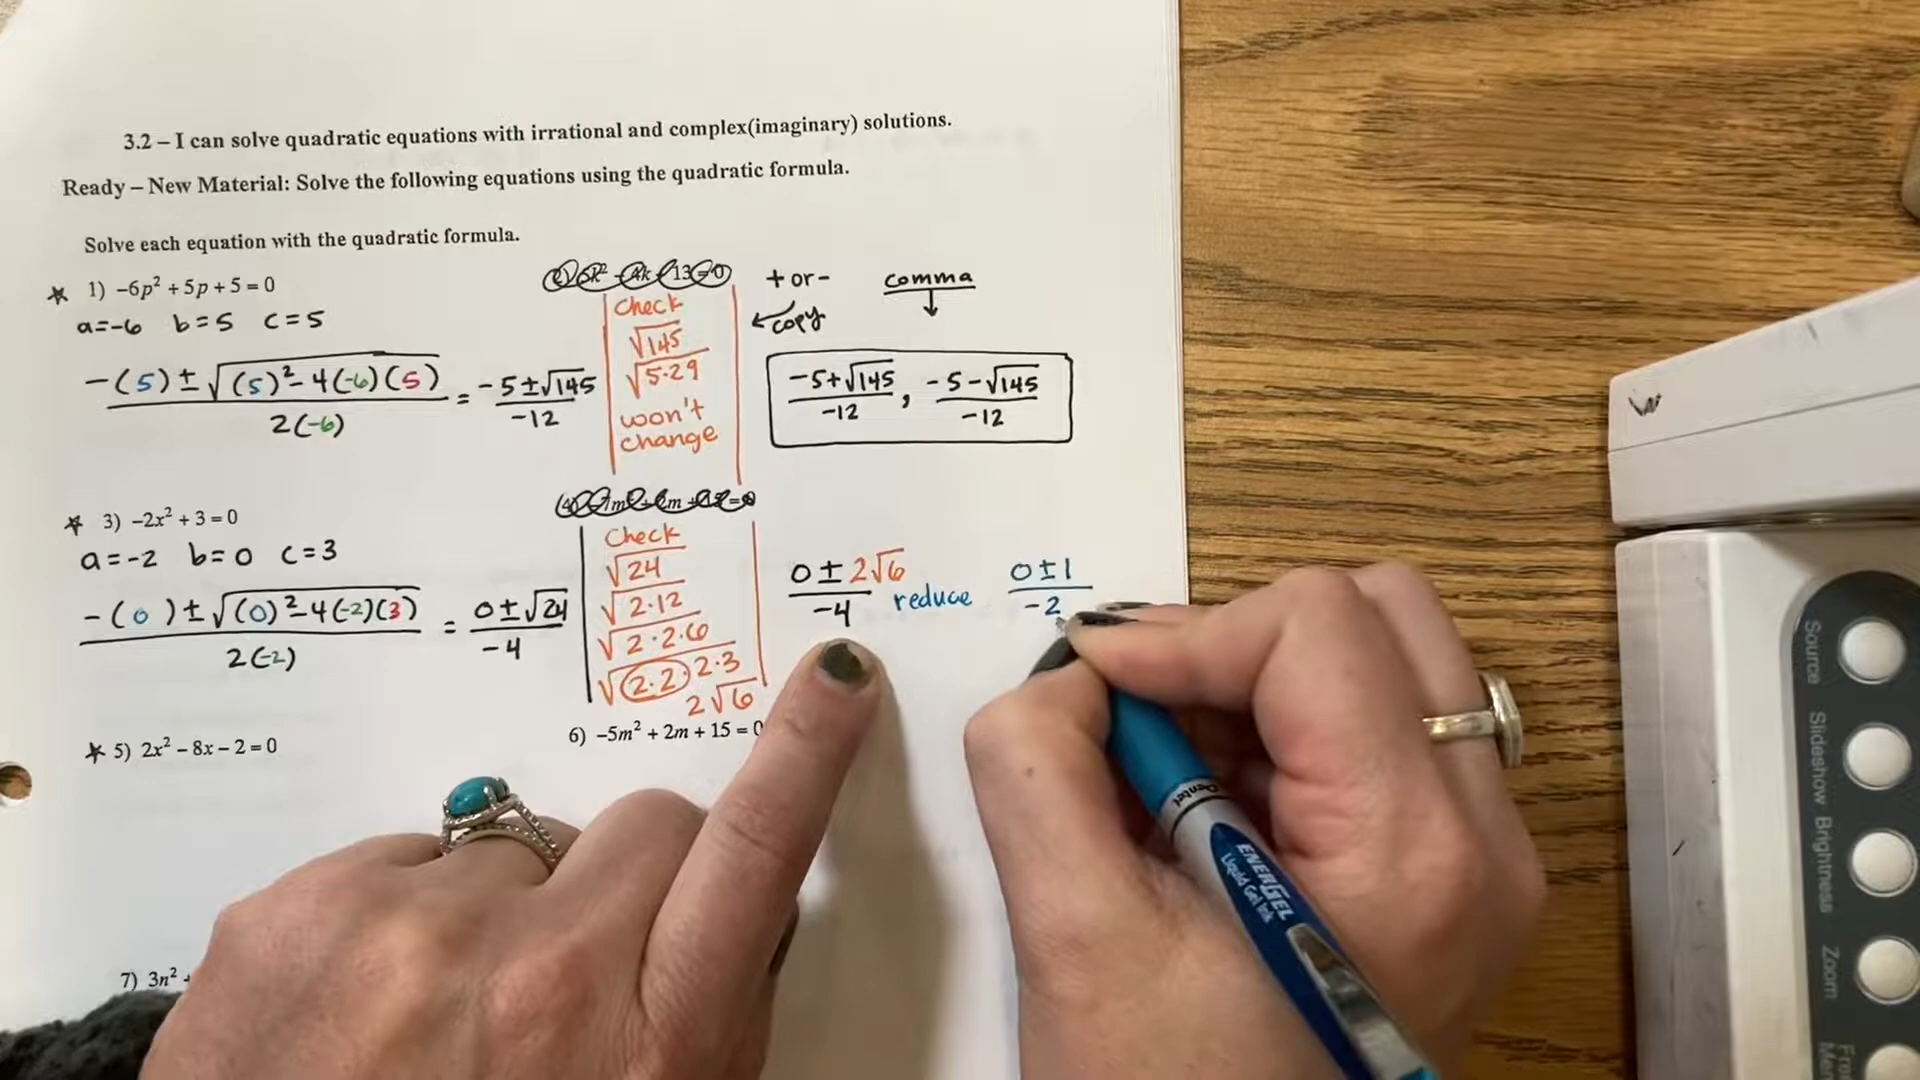 3.2 – I can solve quadratic equations with irrational and complex(imaginary) solutions.
Ready – New Material: Solve the following equations using the quadratic formula.
Solve each equation with the quadratic formula.
1) −6p² + 5p + 5 = 0
a=-6 b=5 c=5
-(5)±√(5)²-4(-6)(5)
2(-6)
= -5±√145
-12
Check
√145
√5·29
won't
change
+ or -
copy
comma
-5+√145
-12
,
-5-√145
-12
3) −2x² + 3 = 0
a=-2 b=0 c=3
-(0)±√(0)²-4(-2)(3)
2(-2)
= 0±√24
-4
Check
√24
√2·12
√2·2·6
√2·2·2·3
2√6
0±2√6
-4
reduce
0±1
-2
5) 2x² − 8x − 2 = 0
6) −5m² + 2m + 15 = 0
7) 3n²
Source
Slideshow
Brightness
Zoom
Pentel
ENERGEL
Liquid Gel Ink